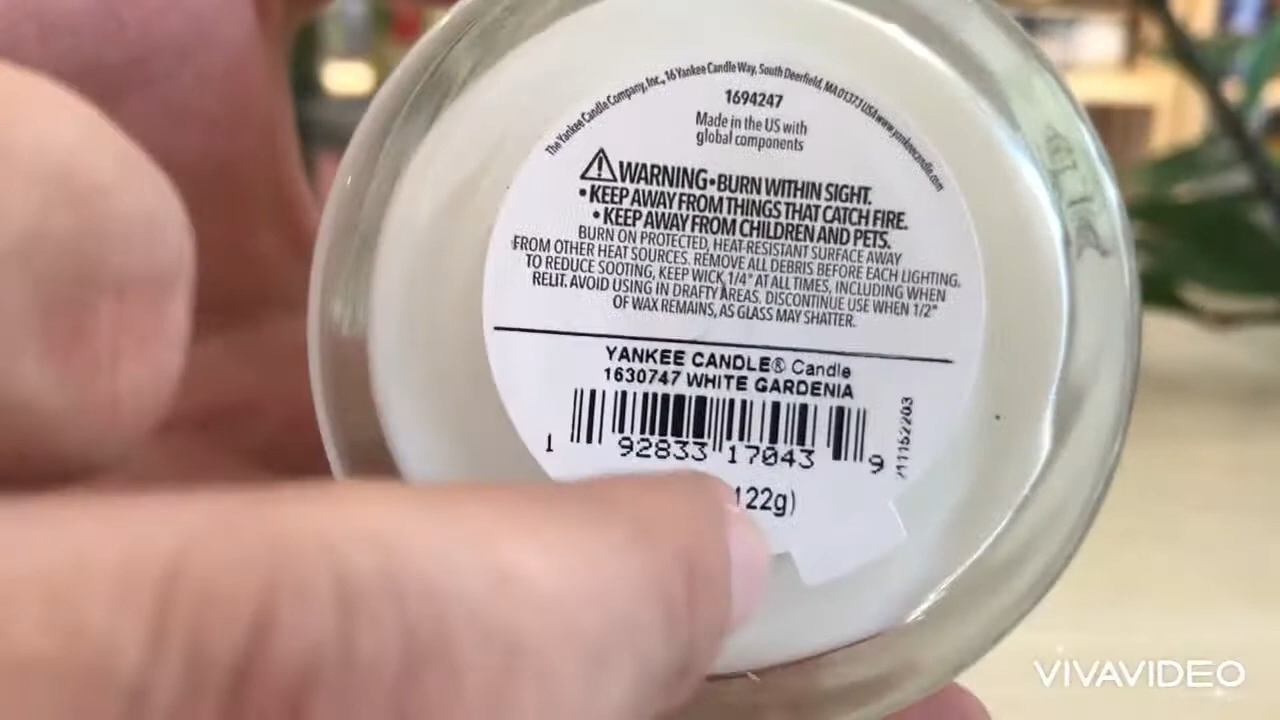 The Yankee Candle Company, Inc., 16 Yankee Candle Way, South Deerfield, MA 01373 USA www.yankeecandle.com
1694247
Made in the US with
global components
⚠ WARNING • BURN WITHIN SIGHT.
• KEEP AWAY FROM THINGS THAT CATCH FIRE.
• KEEP AWAY FROM CHILDREN AND PETS.
BURN ON PROTECTED, HEAT-RESISTANT SURFACE AWAY
FROM OTHER HEAT SOURCES. REMOVE ALL DEBRIS BEFORE EACH LIGHTING.
TO REDUCE SOOTING, KEEP WICK 1/4" AT ALL TIMES, INCLUDING WHEN
RELIT. AVOID USING IN DRAFTY AREAS. DISCONTINUE USE WHEN 1/2"
OF WAX REMAINS, AS GLASS MAY SHATTER.
YANKEE CANDLE® Candle
1630747 WHITE GARDENIA
1 92833 17043 9
122g)
VIVAVIDEO